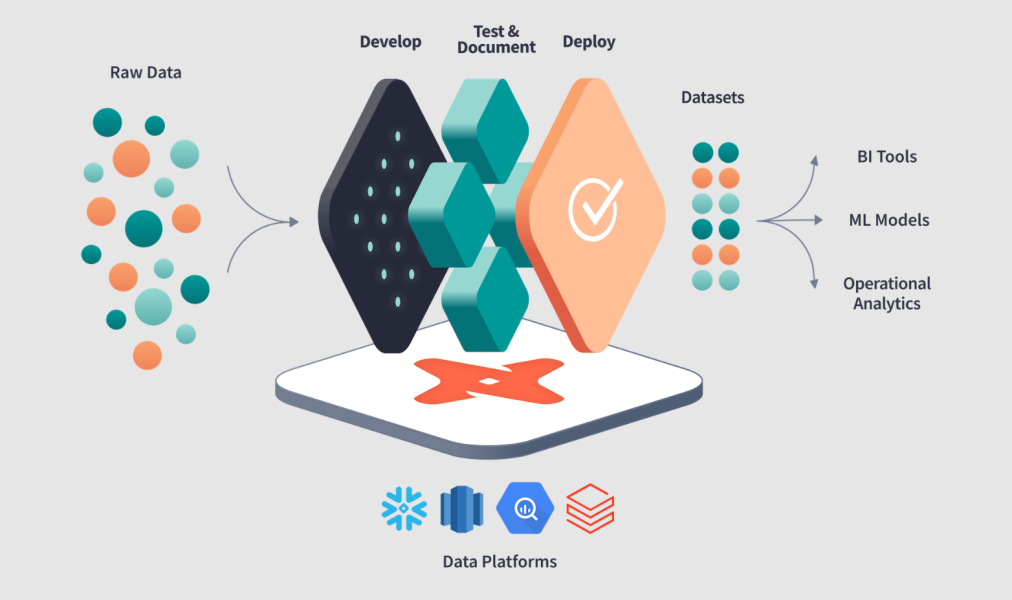 Raw Data
Develop
Test &
Document
Deploy
Datasets
BI Tools
ML Models
Operational
Analytics
Data Platforms